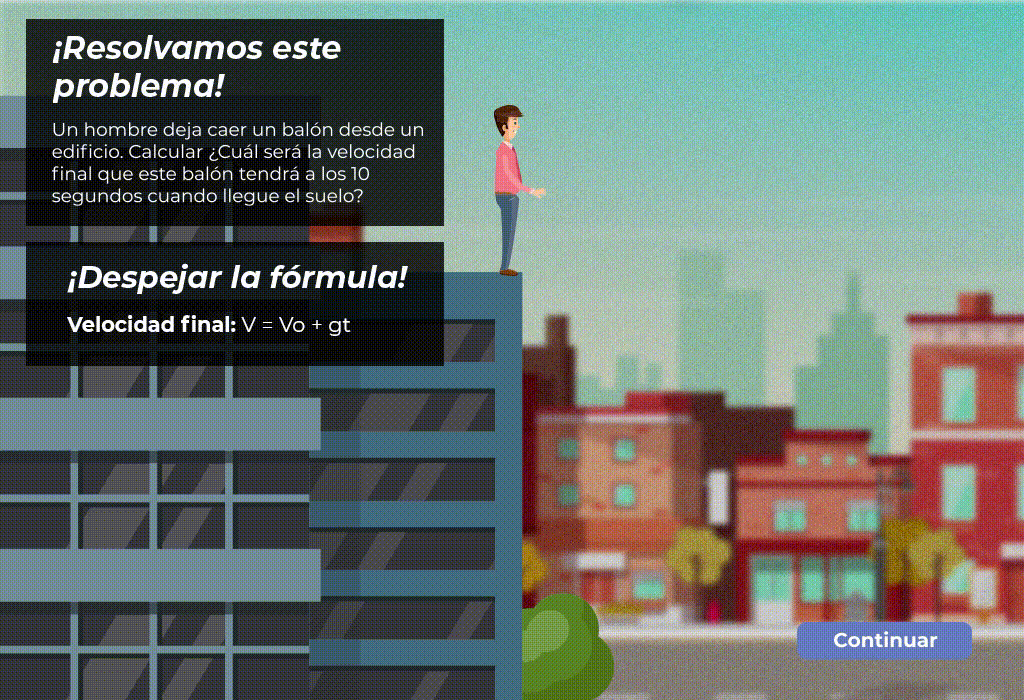 ¡Resolvamos este
problema!
Un hombre deja caer un balón desde un
edificio. Calcular ¿Cuál será la velocidad
final que este balón tendrá a los 10
segundos cuando llegue el suelo?
¡Despejar la fórmula!
Velocidad final: V = Vo + gt
Continuar